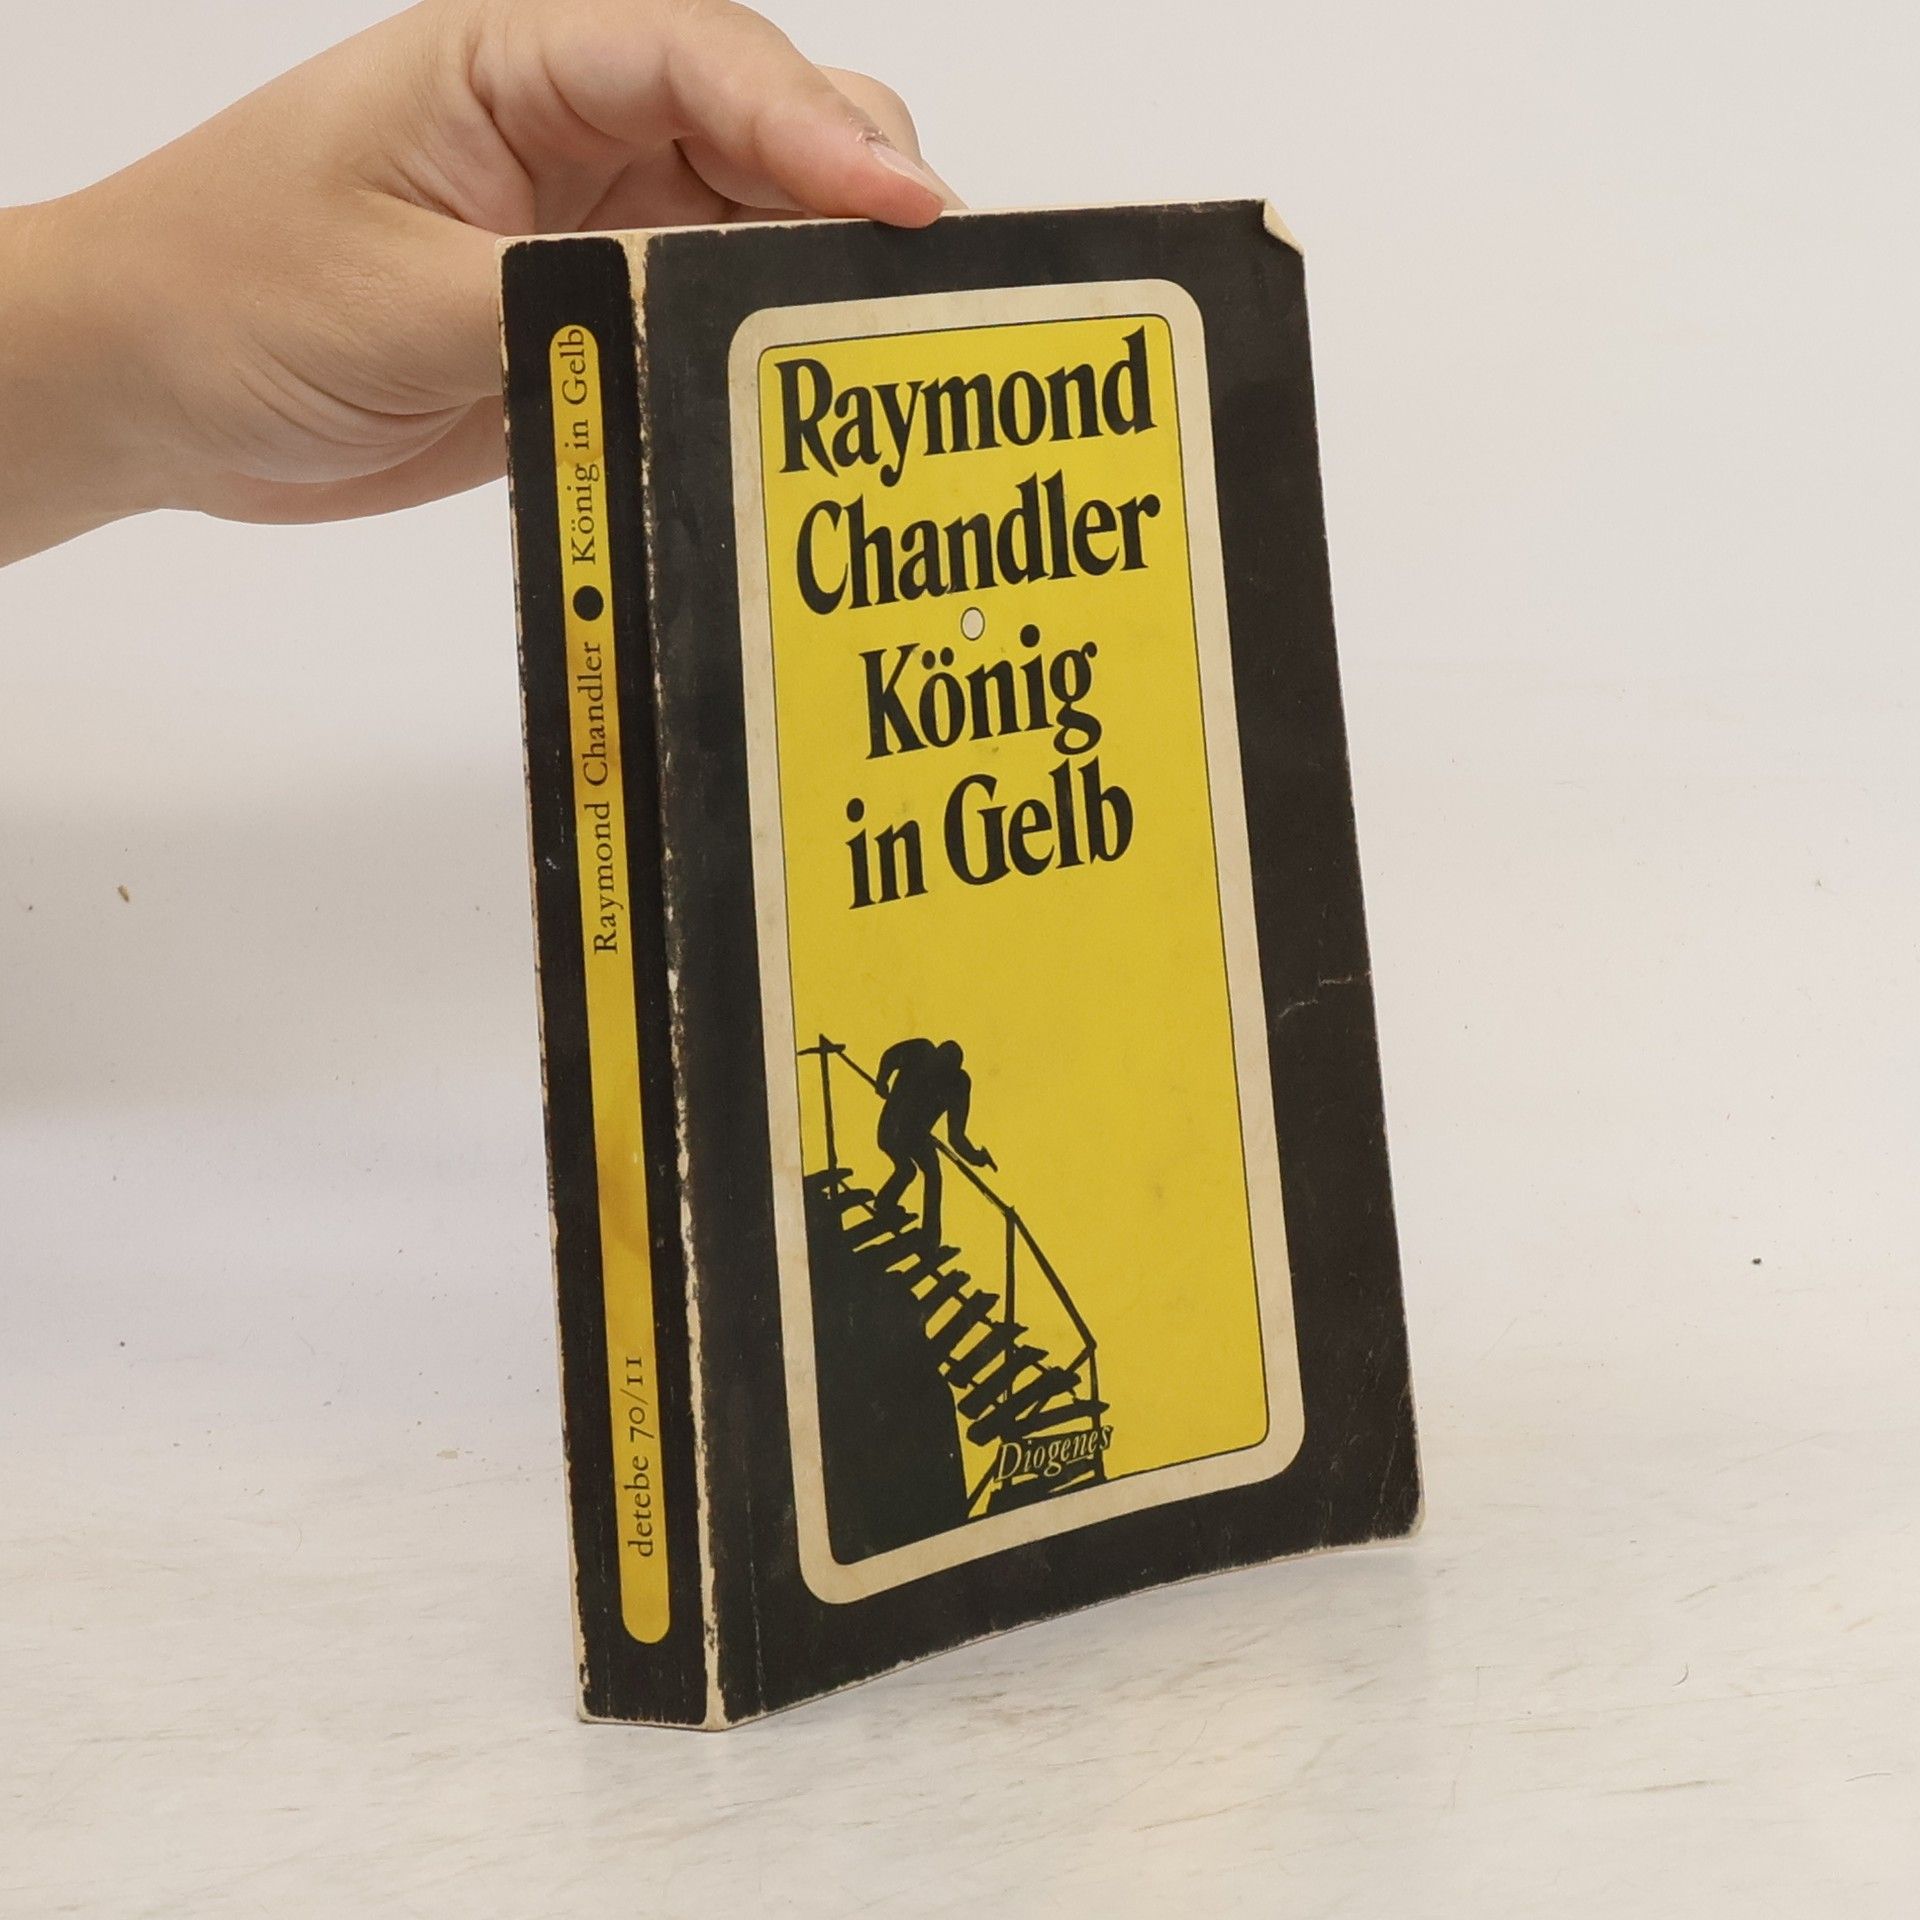 Raymond
Chandler
König
in Gelb
Diogenes
detebe 70/11 Raymond Chandler ● König in Gelb